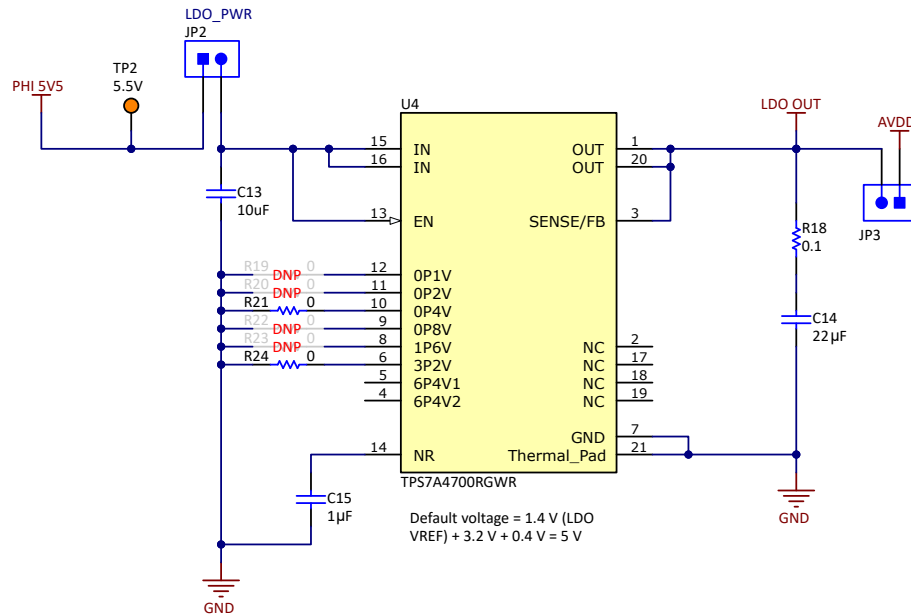 LDO_PWR
JP2
TP2
5.5V
PHI 5V5
U4
LDO OUT
AVDD
15 IN OUT 1
16 IN OUT 20
13 EN SENSE/FB 3
C13
10uF
R18
0.1
JP3
R19 DNP 0 12 0P1V
R20 DNP 0 11 0P2V
R21 0 10 0P4V
R22 DNP 0 9 0P8V
R23 DNP 0 8 1P6V NC 2
R24 0 6 3P2V NC 17
5 6P4V1 NC 18
4 6P4V2 NC 19
C14
22µF
GND 7
14 NR Thermal_Pad 21
TPS7A4700RGWR
C15
1µF
Default voltage = 1.4 V (LDO
VREF) + 3.2 V + 0.4 V = 5 V
GND
GND